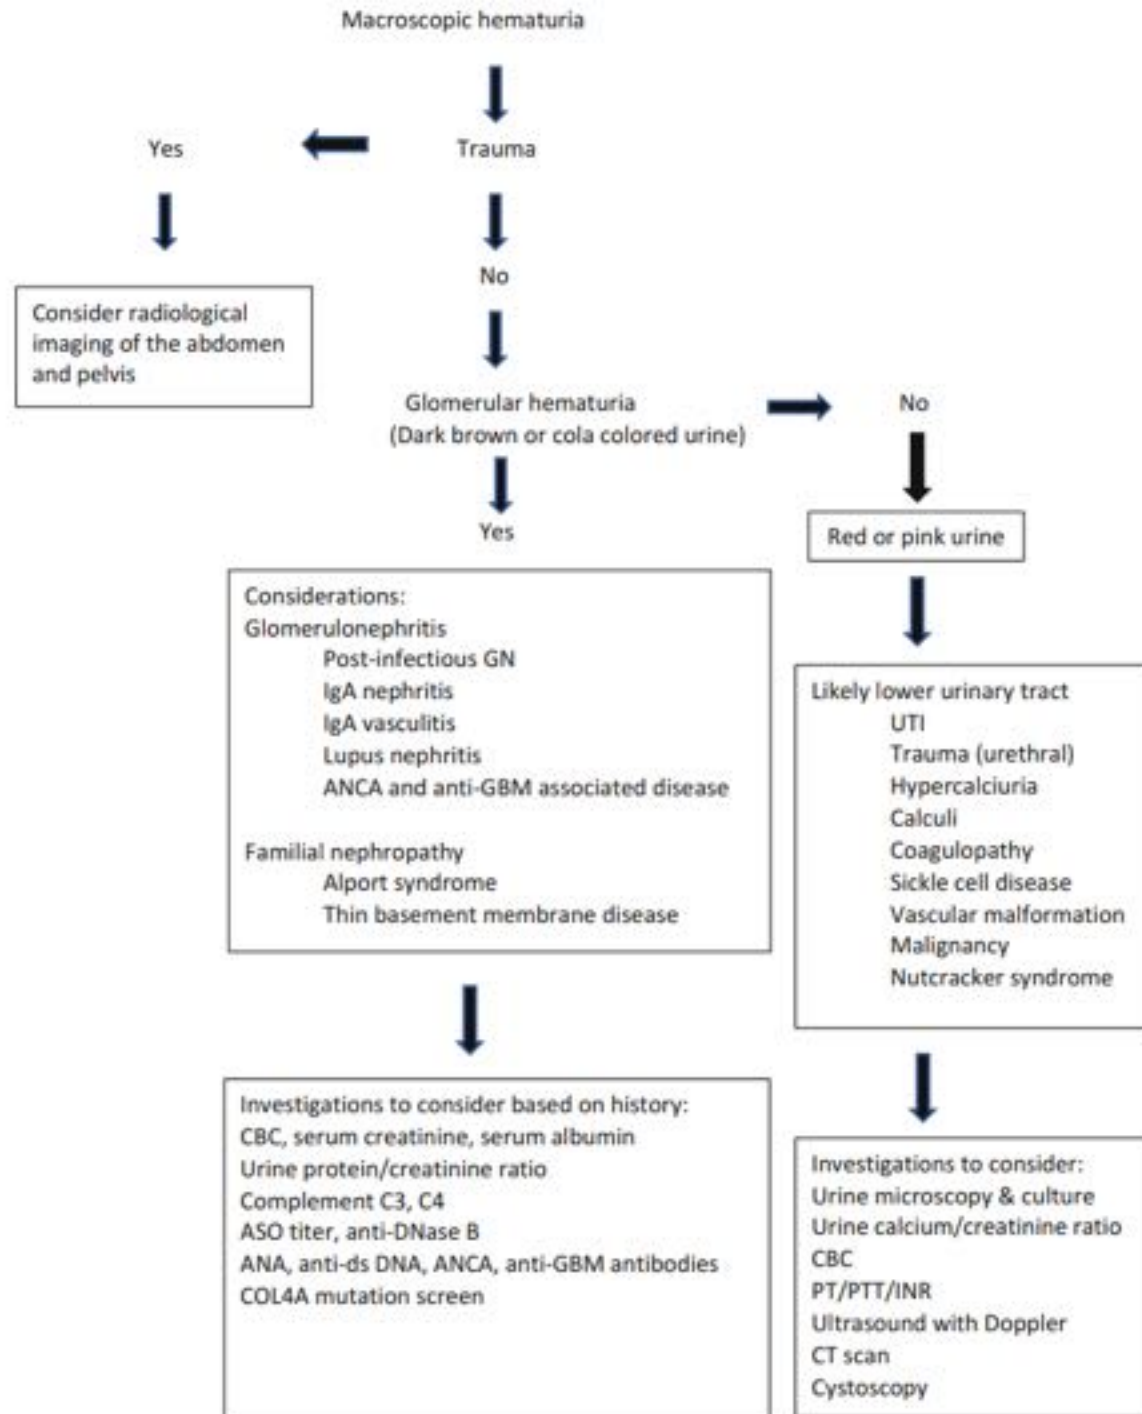 Macroscopic hematuria
Yes
Trauma
No
Consider radiological
imaging of the abdomen
and pelvis
Glomerular hematuria
(Dark brown or cola colored urine)
No
Yes
Red or pink urine
Considerations:
Glomerulonephritis
Post-infectious GN
IgA nephritis
IgA vasculitis
Lupus nephritis
ANCA and anti-GBM associated disease
Familial nephropathy
Alport syndrome
Thin basement membrane disease
Likely lower urinary tract
UTI
Trauma (urethral)
Hypercalciuria
Calculi
Coagulopathy
Sickle cell disease
Vascular malformation
Malignancy
Nutcracker syndrome
Investigations to consider based on history:
CBC, serum creatinine, serum albumin
Urine protein/creatinine ratio
Complement C3, C4
ASO titer, anti-DNase B
ANA, anti-ds DNA, ANCA, anti-GBM antibodies
COL4A mutation screen
Investigations to consider:
Urine microscopy & culture
Urine calcium/creatinine ratio
CBC
PT/PTT/INR
Ultrasound with Doppler
CT scan
Cystoscopy